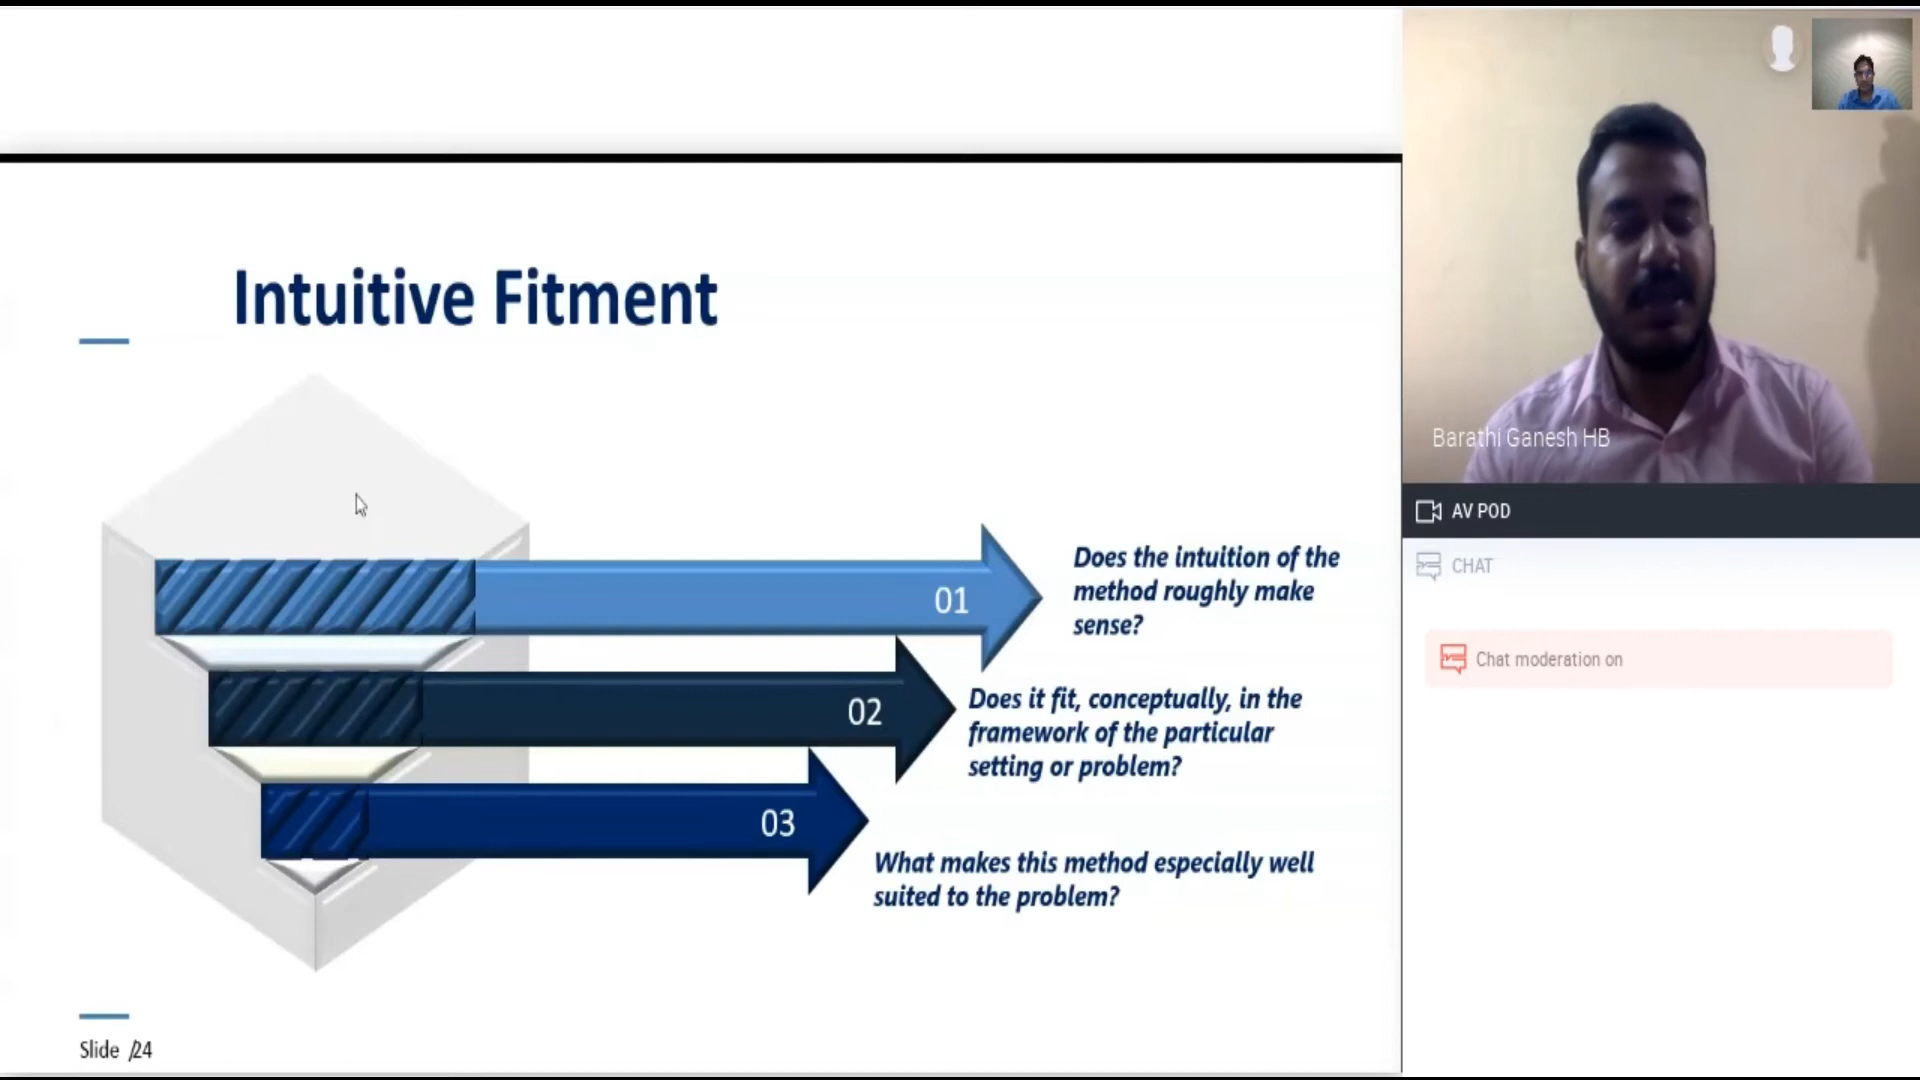 Intuitive Fitment
01
Does the intuition of the
method roughly make
sense?
02
Does it fit, conceptually, in the
framework of the particular
setting or problem?
03
What makes this method especially well
suited to the problem?
Slide /24
Barathi Ganesh HB
AV POD
CHAT
Chat moderation on